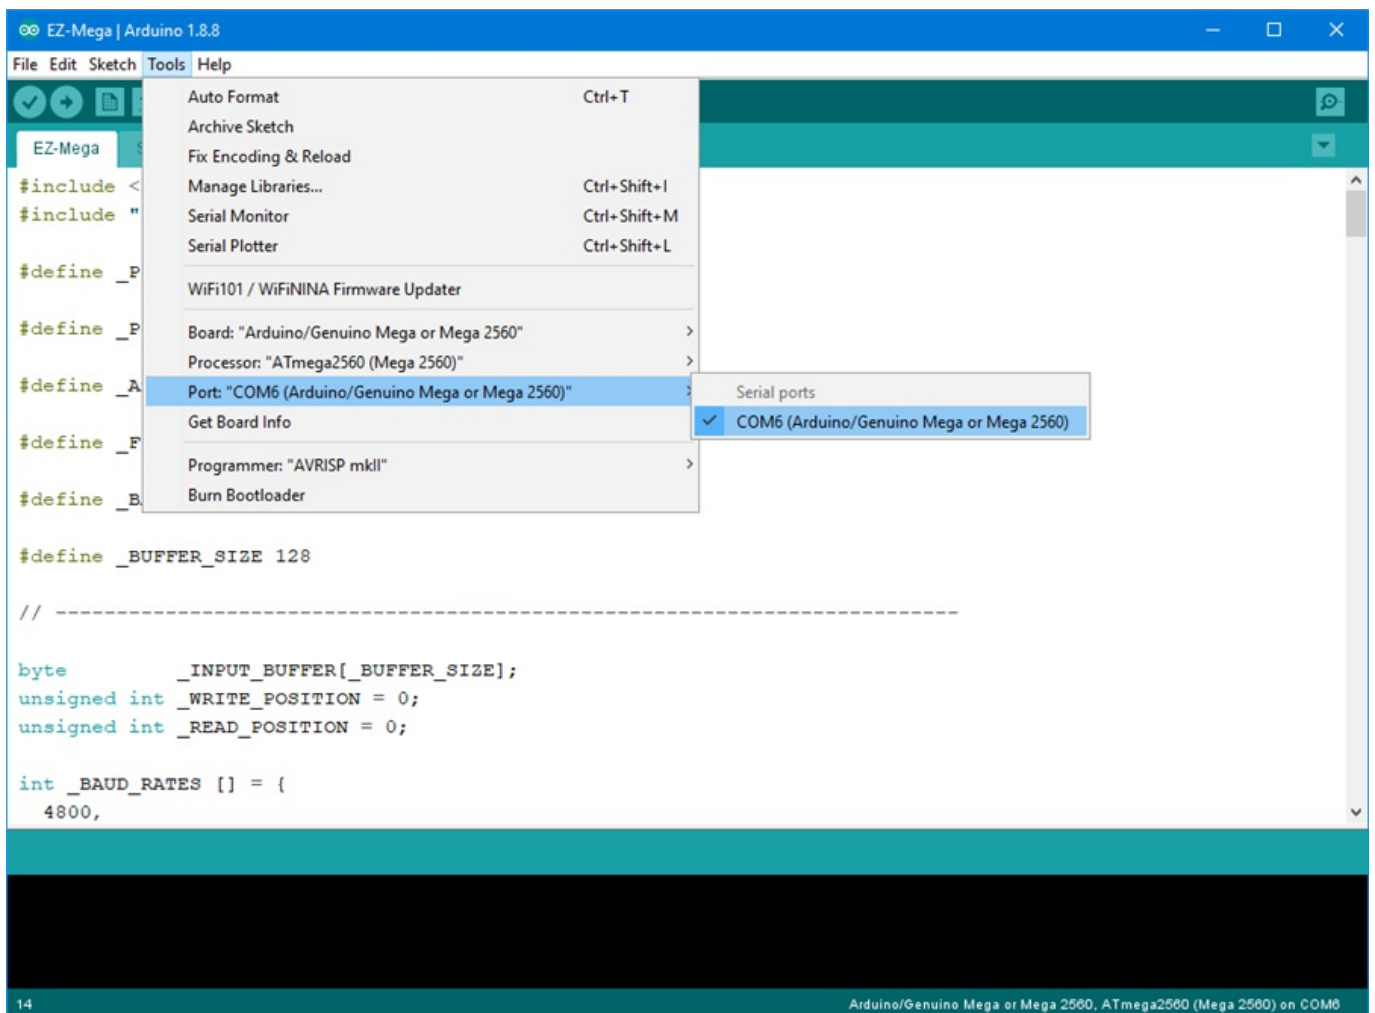 EZ-Mega | Arduino 1.8.8
File Edit Sketch Tools Help
Auto Format Ctrl+T
Archive Sketch
Fix Encoding & Reload
Manage Libraries... Ctrl+Shift+I
Serial Monitor Ctrl+Shift+M
Serial Plotter Ctrl+Shift+L
WiFi101 / WiFiNINA Firmware Updater
Board: "Arduino/Genuino Mega or Mega 2560"
Processor: "ATmega2560 (Mega 2560)"
Port: "COM6 (Arduino/Genuino Mega or Mega 2560)"
Get Board Info
Programmer: "AVRISP mkII"
Burn Bootloader
Serial ports
COM6 (Arduino/Genuino Mega or Mega 2560)
EZ-Mega
#include <
#include "
#define _P
#define _P
#define _A
#define _F
#define _B
#define _BUFFER_SIZE 128
// --------------------------------------------------------------------------
byte _INPUT_BUFFER[_BUFFER_SIZE];
unsigned int _WRITE_POSITION = 0;
unsigned int _READ_POSITION = 0;
int _BAUD_RATES [] = {
4800,
14
Arduino/Genuino Mega or Mega 2560, ATmega2560 (Mega 2560) on COM6